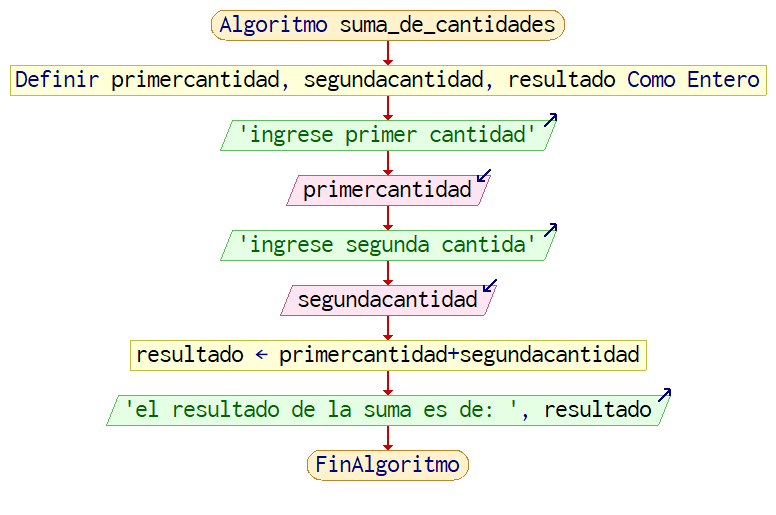 Algoritmo suma_de_cantidades
Definir primercantidad, segundacantidad, resultado Como Entero
'ingrese primer cantidad'
primercantidad
'ingrese segunda cantida'
segundacantidad
resultado ← primercantidad+segundacantidad
'el resultado de la suma es de: ', resultado
FinAlgoritmo